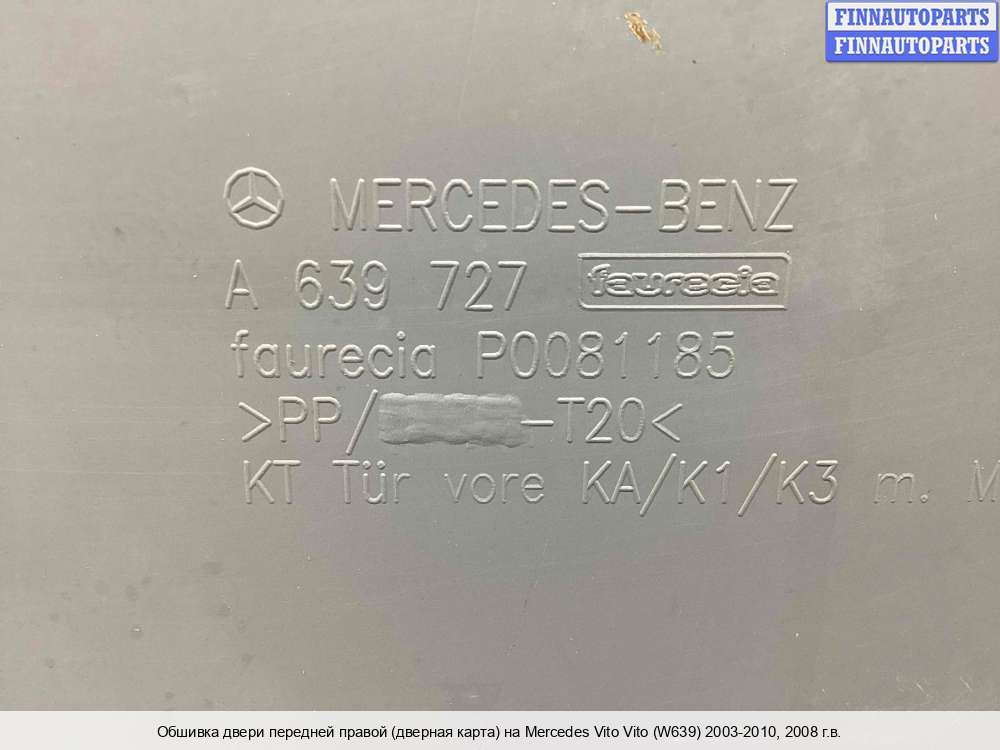 FINNAUTOPARTS
FINNAUTOPARTS
MERCEDES-BENZ
A 639 727 faurecia
faurecia P0081185
>PP/ -T20<
KT Tür vore KA/K1/K3 m. M
Обшивка двери передней правой (дверная карта) на Mercedes Vito Vito (W639) 2003-2010, 2008 г.в.